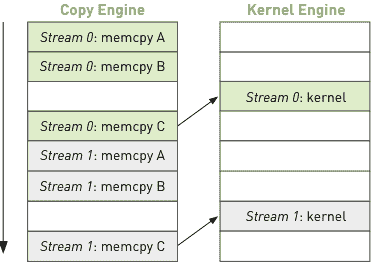 Copy Engine
Kernel Engine
Stream 0: memcpy A
Stream 0: memcpy B
Stream 0: kernel
Stream 0: memcpy C
Stream 1: memcpy A
Stream 1: memcpy B
Stream 1: kernel
Stream 1: memcpy C